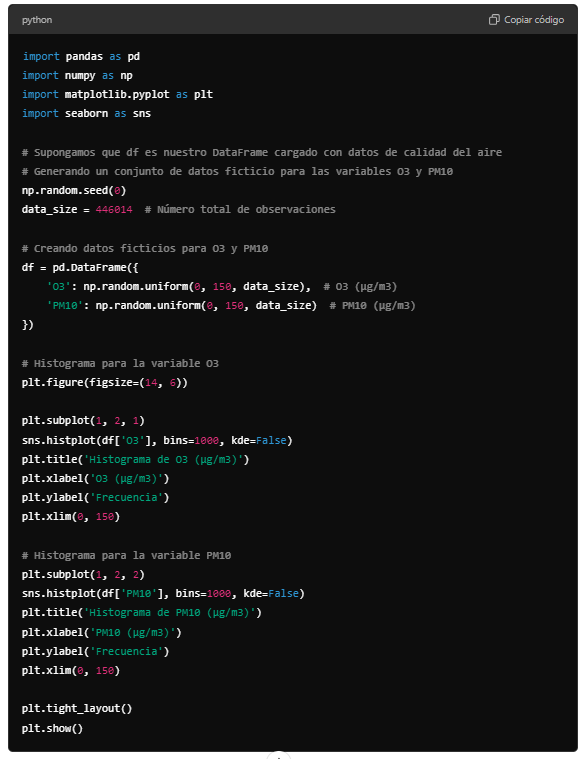 python
Copiar código
import pandas as pd
import numpy as np
import matplotlib.pyplot as plt
import seaborn as sns

# Supongamos que df es nuestro DataFrame cargado con datos de calidad del aire
# Generando un conjunto de datos ficticio para las variables O3 y PM10
np.random.seed(0)
data_size = 446014  # Número total de observaciones

# Creando datos ficticios para O3 y PM10
df = pd.DataFrame({
    'O3': np.random.uniform(0, 150, data_size),  # O3 (µg/m3)
    'PM10': np.random.uniform(0, 150, data_size)  # PM10 (µg/m3)
})

# Histograma para la variable O3
plt.figure(figsize=(14, 6))

plt.subplot(1, 2, 1)
sns.histplot(df['O3'], bins=1000, kde=False)
plt.title('Histograma de O3 (µg/m3)')
plt.xlabel('O3 (µg/m3)')
plt.ylabel('Frecuencia')
plt.xlim(0, 150)

# Histograma para la variable PM10
plt.subplot(1, 2, 2)
sns.histplot(df['PM10'], bins=1000, kde=False)
plt.title('Histograma de PM10 (µg/m3)')
plt.xlabel('PM10 (µg/m3)')
plt.ylabel('Frecuencia')
plt.xlim(0, 150)

plt.tight_layout()
plt.show()